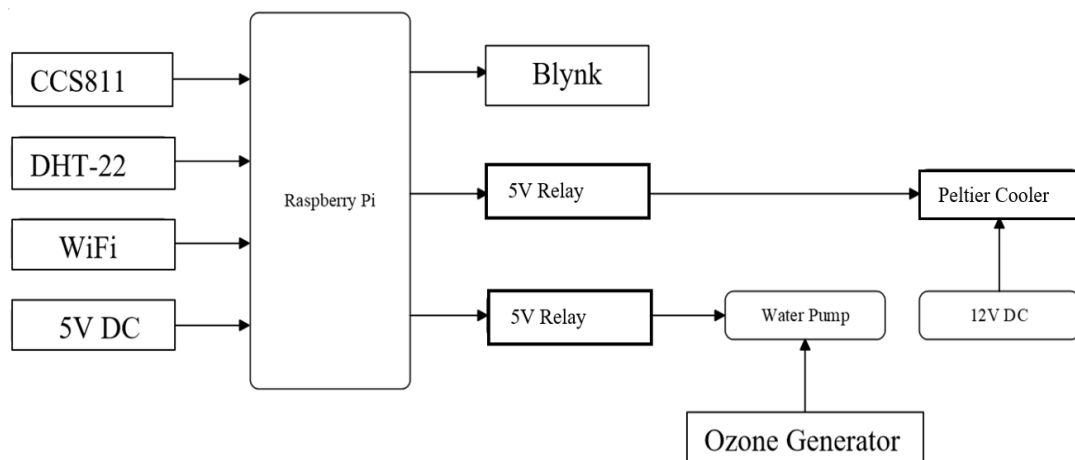 CCS811
DHT-22
WiFi
5V DC
Raspberry Pi
Blynk
5V Relay
Peltier Cooler
5V Relay
Water Pump
12V DC
Ozone Generator